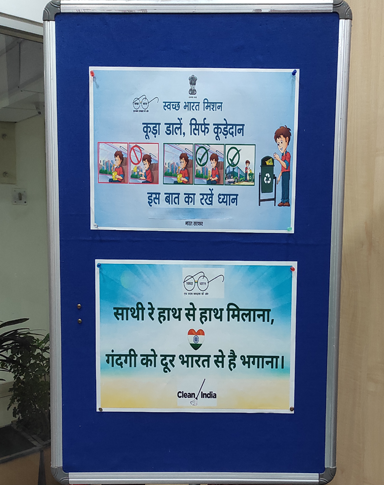 स्वच्छ भारत मिशन
कूड़ा डालें, सिर्फ कूड़ेदान
इस बात का रखें ध्यान
भारत सरकार
साथी रे हाथ से हाथ मिलाना,
गंदगी को दूर भारत से है भगाना।
Clean India